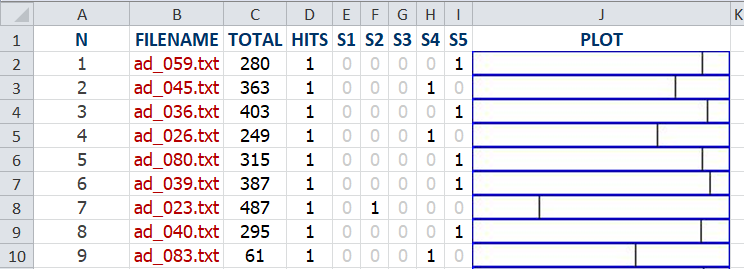 A B C D E F G H I J K
1 N FILENAME TOTAL HITS S1 S2 S3 S4 S5 PLOT
2 1 ad_059.txt 280 1 0 0 0 0 1
3 2 ad_045.txt 363 1 0 0 0 1 0
4 3 ad_036.txt 403 1 0 0 0 0 1
5 4 ad_026.txt 249 1 0 0 0 1 0
6 5 ad_080.txt 315 1 0 0 0 0 1
7 6 ad_039.txt 387 1 0 0 0 0 1
8 7 ad_023.txt 487 1 0 1 0 0 0
9 8 ad_040.txt 295 1 0 0 0 0 1
10 9 ad_083.txt 61 1 0 0 0 1 0